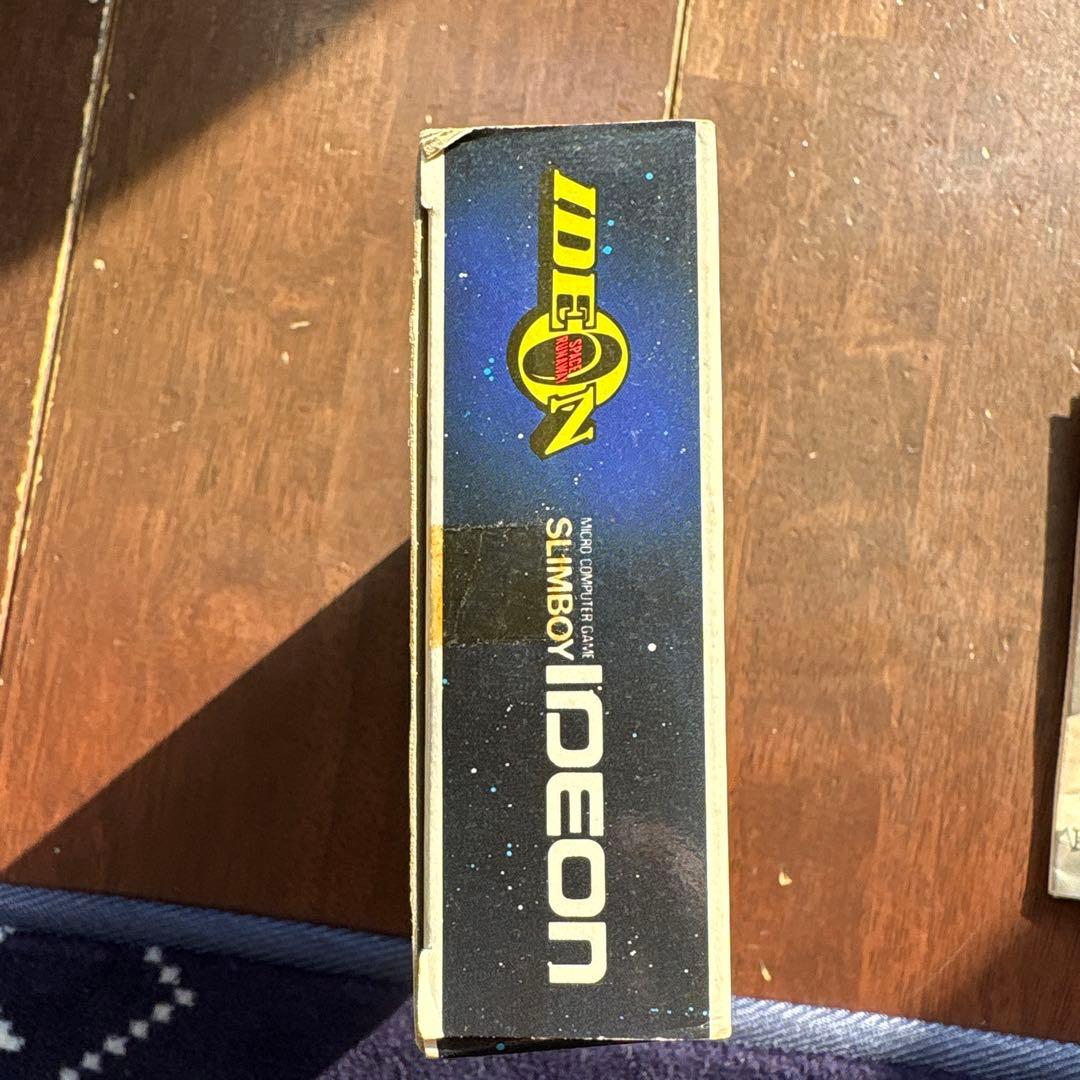 IDEON
SPACE
RUNAWAY
MICRO COMPUTER GAME
SLIMBOY
IDEON